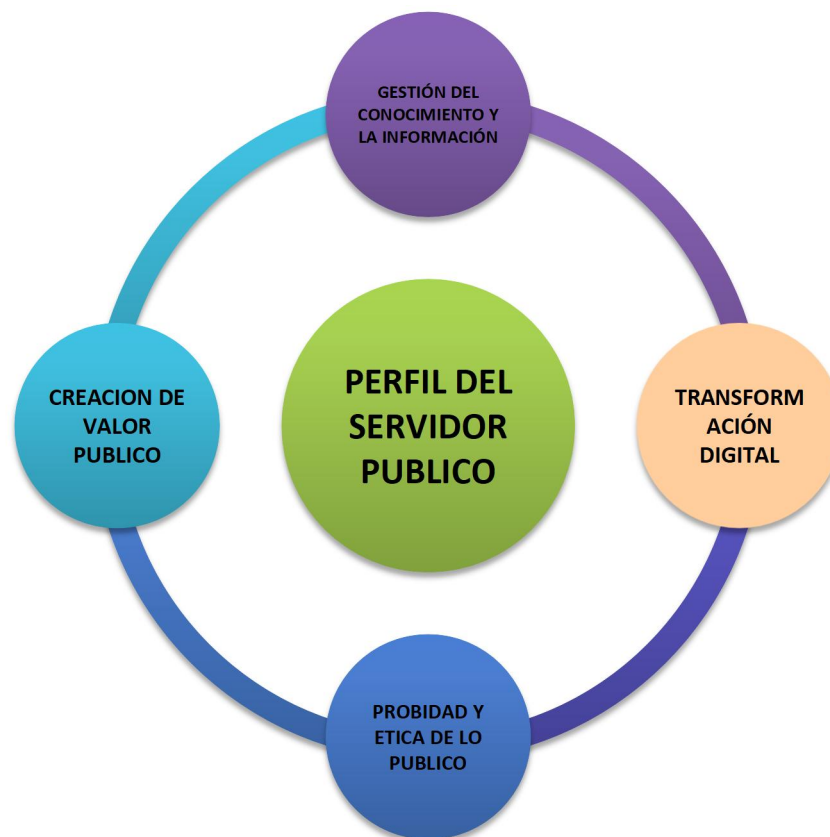 GESTIÓN DEL
CONOCIMIENTO Y
LA INFORMACIÓN
CREACION DE
VALOR
PUBLICO
PERFIL DEL
SERVIDOR
PUBLICO
TRANSFORM
ACIÓN
DIGITAL
PROBIDAD Y
ETICA DE LO
PUBLICO